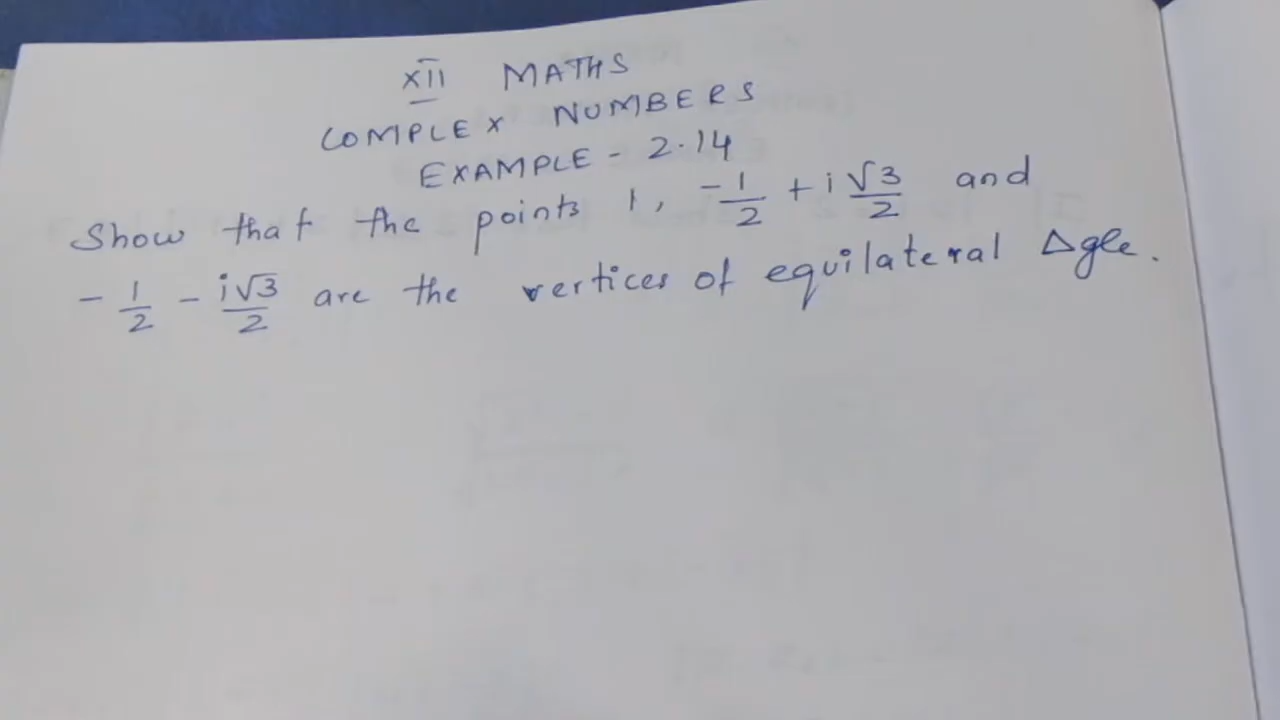 XII MATHS
COMPLEX NUMBERS
EXAMPLE - 2.14
Show that the points 1, -1/2 + i√3/2 and
-1/2 - i√3/2 are the vertices of equilateral Δgle.